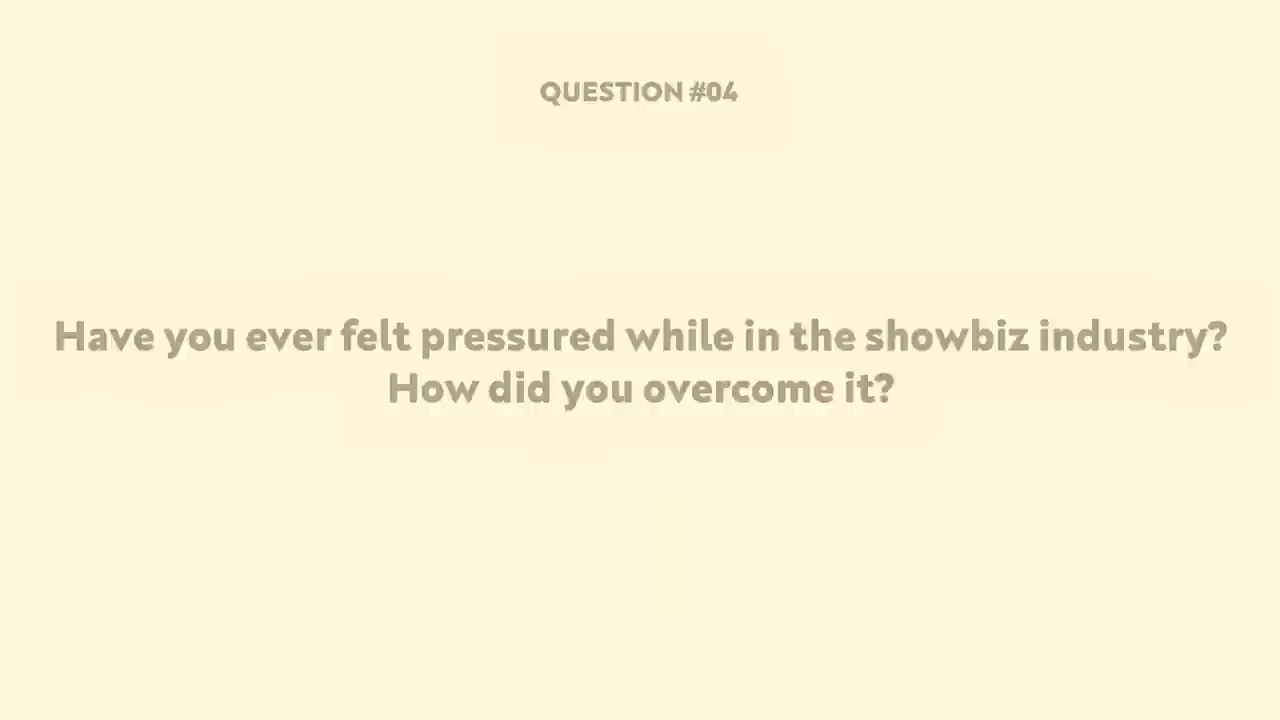 QUESTION #04
Have you ever felt pressured while in the showbiz industry?
How did you overcome it?